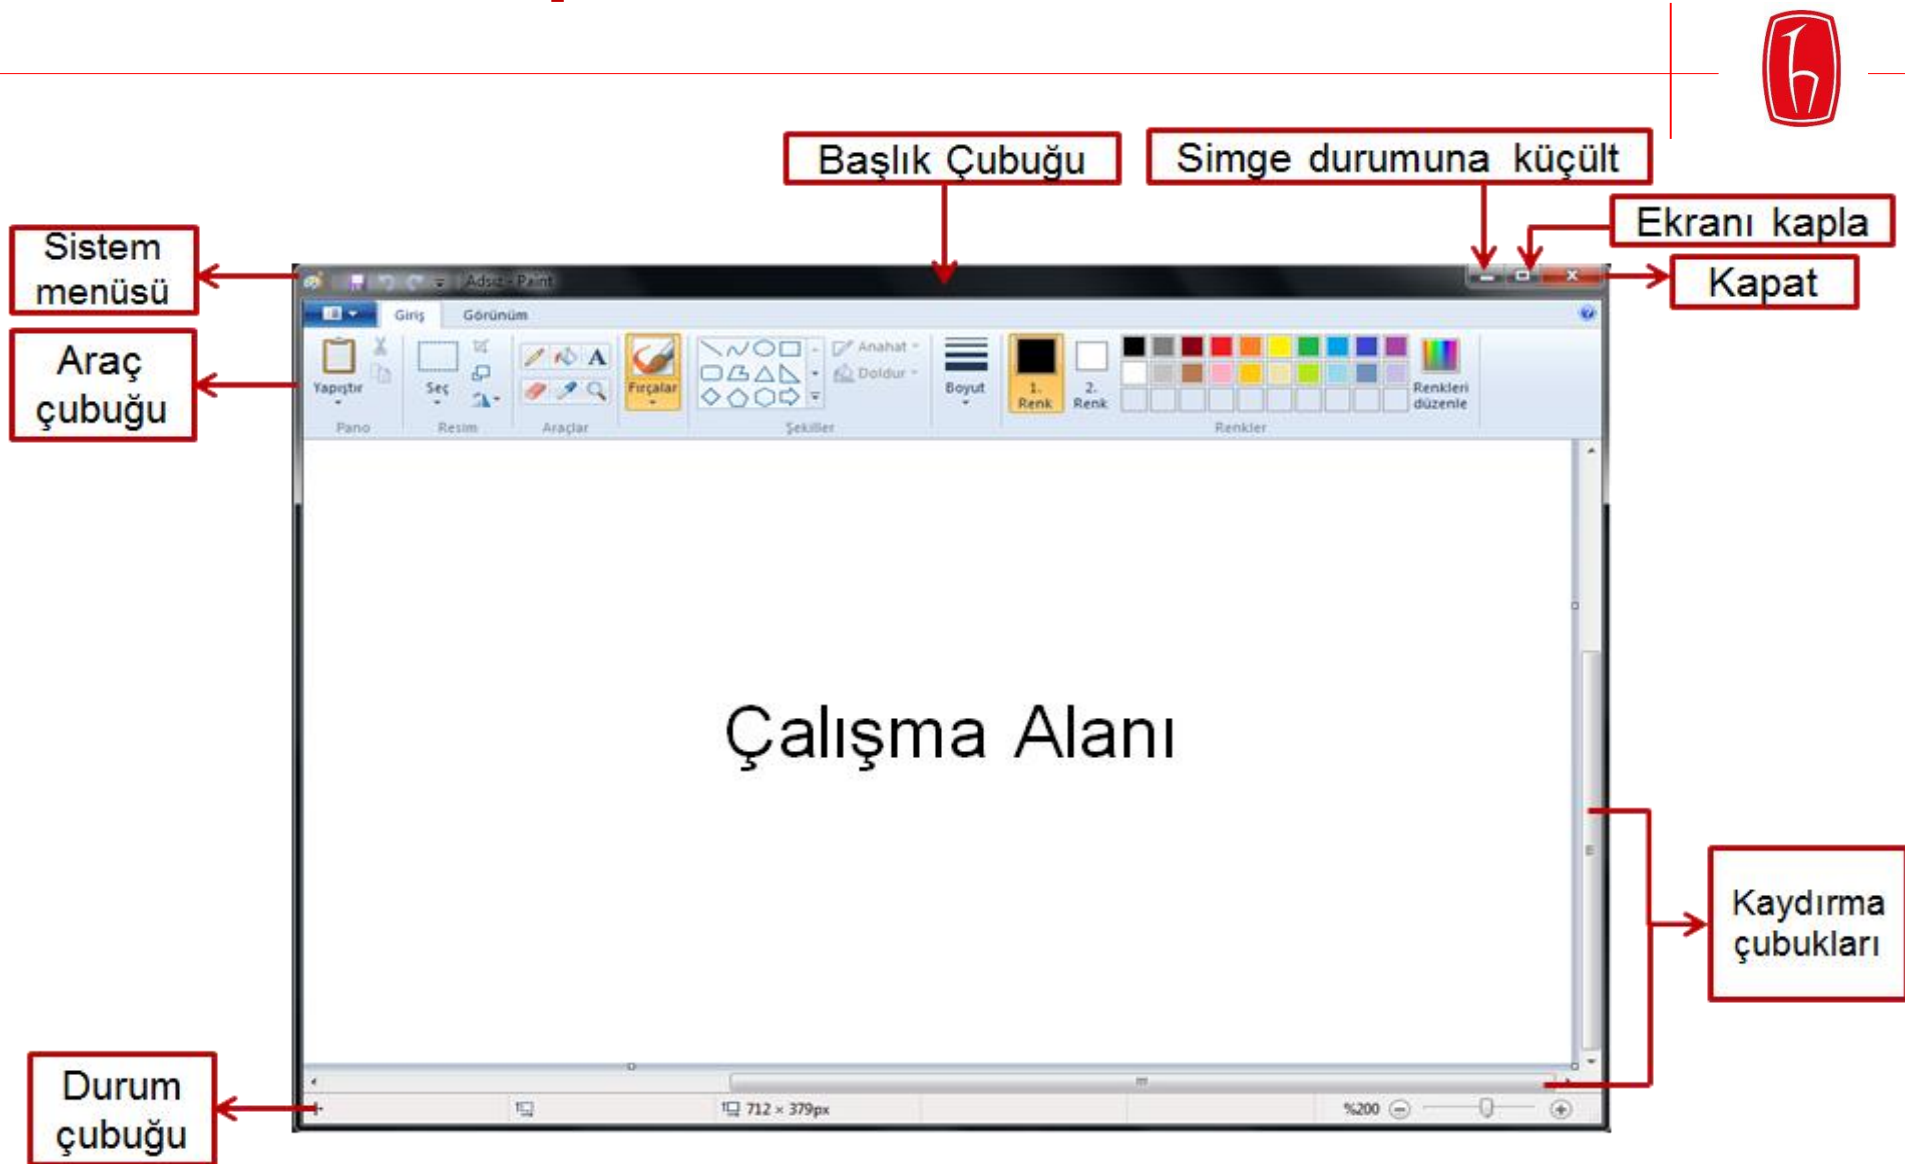 Başlık Çubuğu
Simge durumuna küçült
Ekranı kapla
Sistem
menüsü
Kapat
Adsız - Paint
Giriş Görünüm
Araç
çubuğu
Yapıştır
Seç
A
Fırçalar
Anahat
Doldur
Boyut
1.
Renk
2.
Renk
Renkleri
düzenle
Pano Resim Araçlar Şekiller Renkler
Çalışma Alanı
Kaydırma
çubukları
Durum
çubuğu
712 × 379px
%200